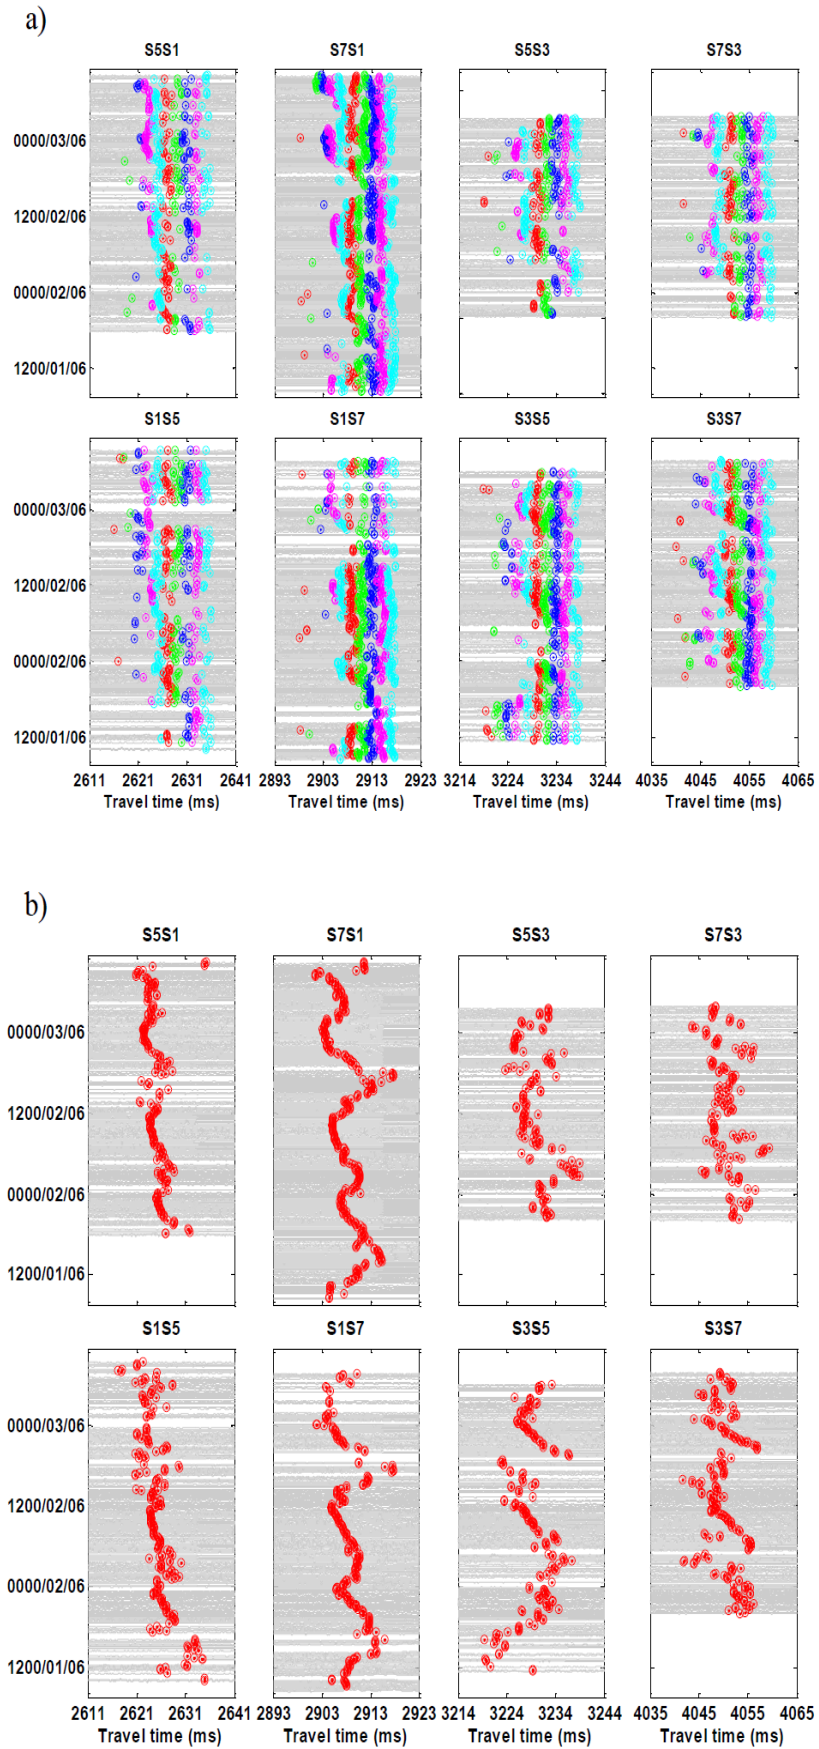 a)
S5S1 S7S1 S5S3 S7S3
0000/03/06
1200/02/06
0000/02/06
1200/01/06
S1S5 S1S7 S3S5 S3S7
0000/03/06
1200/02/06
0000/02/06
1200/01/06
2611 2621 2631 2641 2893 2903 2913 2923 3214 3224 3234 3244 4035 4045 4055 4065
Travel time (ms) Travel time (ms) Travel time (ms) Travel time (ms)
b)
S5S1 S7S1 S5S3 S7S3
0000/03/06
1200/02/06
0000/02/06
1200/01/06
S1S5 S1S7 S3S5 S3S7
0000/03/06
1200/02/06
0000/02/06
1200/01/06
2611 2621 2631 2641 2893 2903 2913 2923 3214 3224 3234 3244 4035 4045 4055 4065
Travel time (ms) Travel time (ms) Travel time (ms) Travel time (ms)